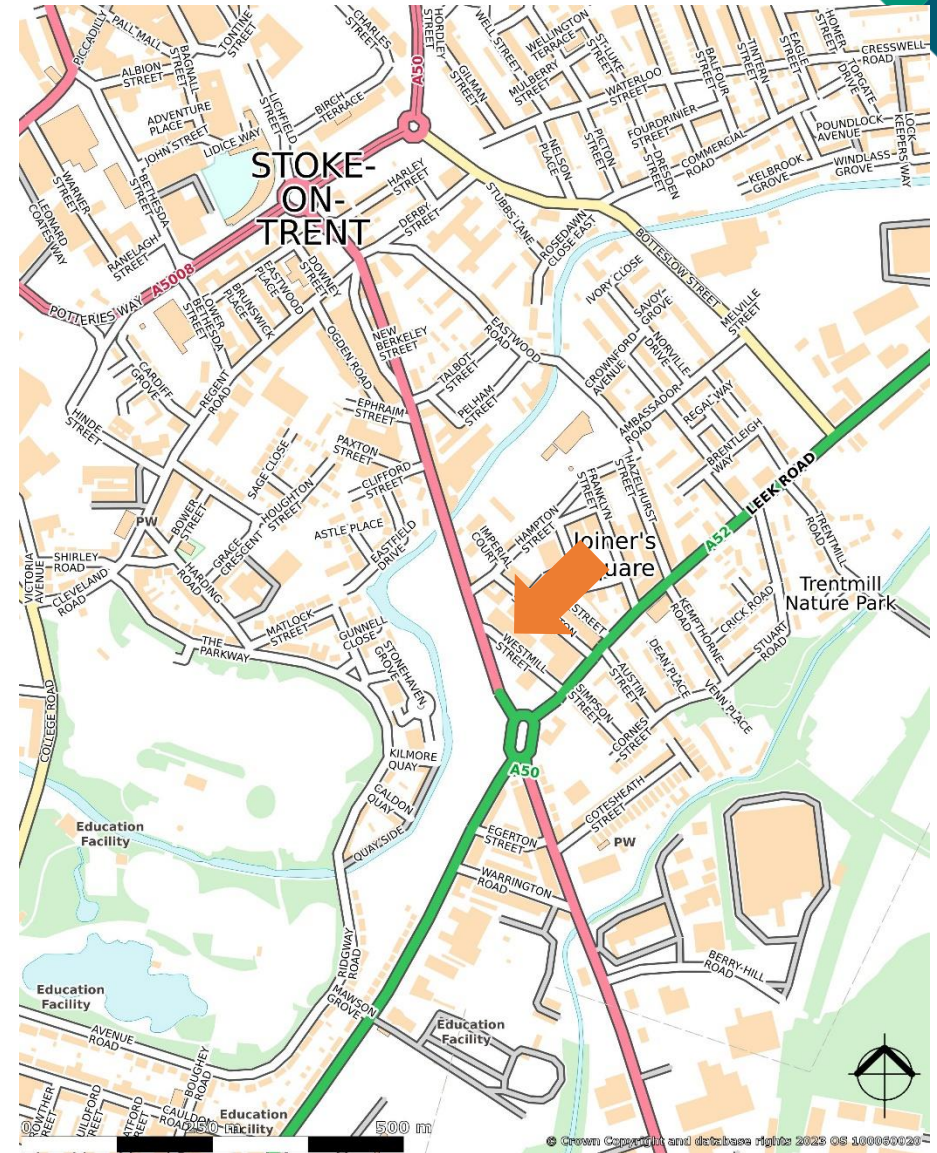 PICCADILLY
PALL MALL
BAGNALL
STREET
TONTINE
STREET
CHARLES
STREET
A50
HORDLEY
STREET
WELL STREET
WELLINGTON
TERRACE
ST-LUKE
STREET
BALFOUR
STREET
TINTERN
STREET
EAGLE
STREET
HOMER
STREET
CRESSWELL
ROAD
ALBION
STREET
LICHFIELD
STREET
BIRCH
TERRACE
GILMAN
STREET
MULBERRY
STREET
WATERLOO
STREET
TOPGATE
DRIVE
ADVENTURE
PLACE
JOHN STREET
LIDICE WAY
NELSON
PLACE
PICTON
STREET
FOURDRINIER
STREET
DRESDEN
STREET
COMMERCIAL
ROAD
POUNDLOCK
AVENUE
LOCK
KEEPERS WAY
KELBROOK
GROVE
WINDLASS
GROVE
STOKE-
ON-
TRENT
WARNER
STREET
LEONARD
COATES WAY
BETHESDA
STREET
RANELAGH
STREET
HARLEY
STREET
DERBY
STREET
STUBBS LANE
ROSEDAWN
CLOSE EAST
BOTTESLOW STREET
POTTERIES WAY
A5008
LOWER
BETHESDA
STREET
BRUNSWICK
PLACE
EASTWOOD
PLACE
DOWNEY
STREET
OGDEN ROAD
NEW
BERKELEY
STREET
EASTWOOD
ROAD
IVORY CLOSE
SAVOY
GROVE
NORVILLE
DRIVE
MELVILLE
STREET
CARDIFF
GROVE
REGENT
ROAD
TALBOT
STREET
PELHAM
STREET
CROWNFORD
AVENUE
AMBASSADOR
ROAD
REGAL WAY
BRENTLEIGH
WAY
HINDE
STREET
EPHRAIM
STREET
PAXTON
STREET
CLIFFORD
STREET
SAGE CLOSE
HOUGHTON
STREET
HAZELHURST
STREET
FRANKLYN
STREET
A52
LEEK ROAD
TRENTMILL
ROAD
PW
BOWER
STREET
GRACE
CRESCENT
ASTLE PLACE
EASTFIELD
DRIVE
IMPERIAL
COURT
HAMPTON
STREET
Joiner's
VICTORIA
AVENUE
SHIRLEY
ROAD
CLEVELAND
ROAD
HARDING
ROAD
MATLOCK
STREET
GUNNELL
CLOSE
STONEHAVEN
GROVE
THE
PARKWAY
WESTMILL
STREET
STREET
KEMPTHORNE
ROAD
CRICK ROAD
STUART
ROAD
Trentmill
Nature Park
COLLEGE ROAD
SIMPSON
STREET
AUSTIN
STREET
DEAN PLACE
VENN PLACE
CORNES
STREET
KILMORE
QUAY
CALDON
QUAY
QUAY-SIDE
A50
COTESHEATH
STREET
PW
Education
Facility
EGERTON
STREET
WARRINGTON
ROAD
RIDGWAY
ROAD
MAWSON
GROVE
BERRY-HILL
ROAD
Education
Facility
Education
Facility
AVENUE
ROAD
BOUGHEY
ROAD
CAULDON
ROAD
Education
Facility
250 m
500 m
© Crown Copyright and database rights 2023 OS 100060020